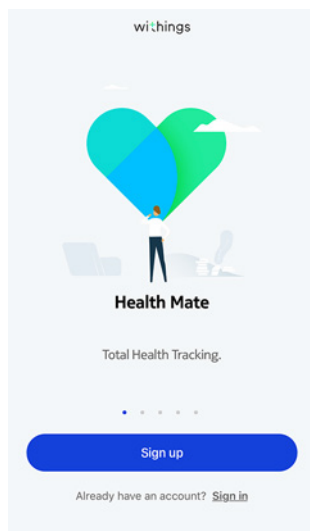 withings
Health Mate
Total Health Tracking.
Sign up
Already have an account? Sign in